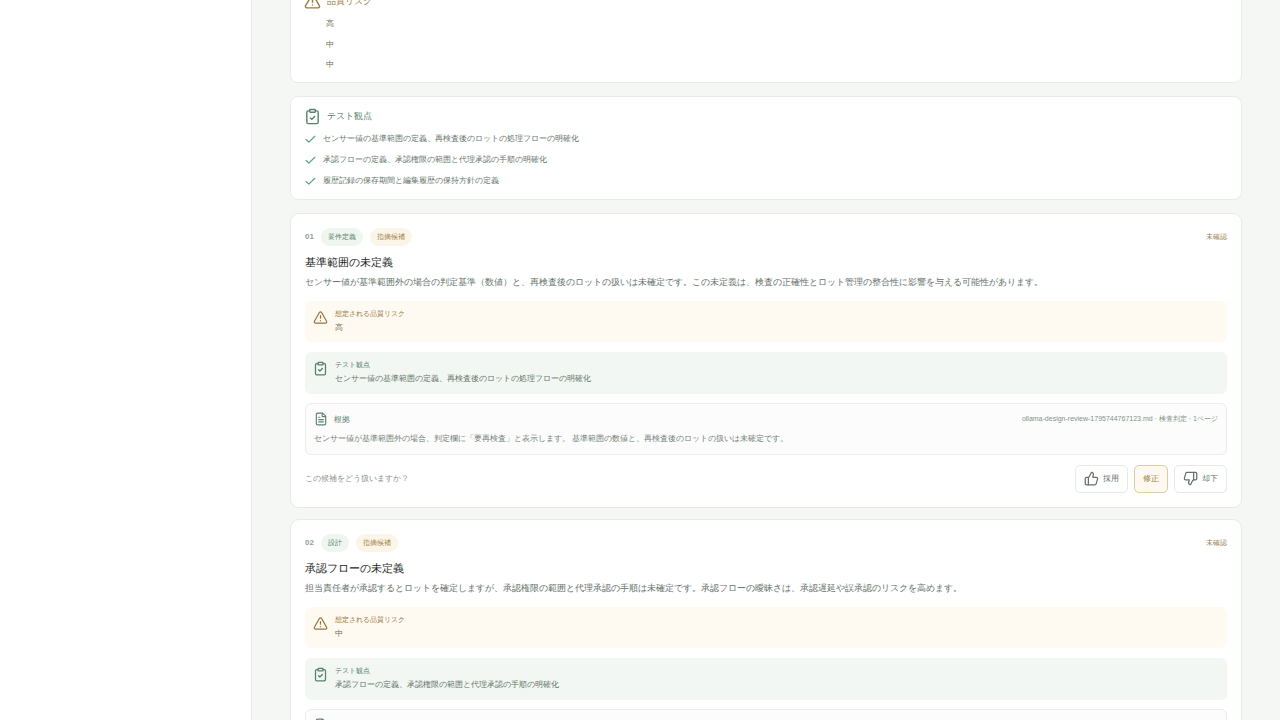 品質リスク
高
中
中
テスト観点
センサー値の基準範囲の定義、再検査後のロットの処理フローの明確化
承認フローの定義、承認権限の範囲と代理承認の手順の明確化
履歴記録の保存期間と編集履歴の保持方針の定義
01 要件定義 指摘候補 未確認
基準範囲の未定義
センサー値が基準範囲外の場合の判定基準（数値）と、再検査後のロットの扱いは未確定です。この未定義は、検査の正確性とロット管理の整合性に影響を与える可能性があります。
想定される品質リスク
高
テスト観点
センサー値の基準範囲の定義、再検査後のロットの処理フローの明確化
根拠 ollama-design-review-1795744767123.md · 検査判定 · 1ページ
センサー値が基準範囲外の場合、判定欄に「要再検査」と表示します。 基準範囲の数値と、再検査後のロットの扱いは未確定です。
この候補をどう扱いますか？ 採用 修正 却下
02 設計 指摘候補 未確認
承認フローの未定義
担当責任者が承認するとロットを確定しますが、承認権限の範囲と代理承認の手順は未確定です。承認フローの曖昧さは、承認遅延や誤承認のリスクを高めます。
想定される品質リスク
中
テスト観点
承認フローの定義、承認権限の範囲と代理承認の手順の明確化